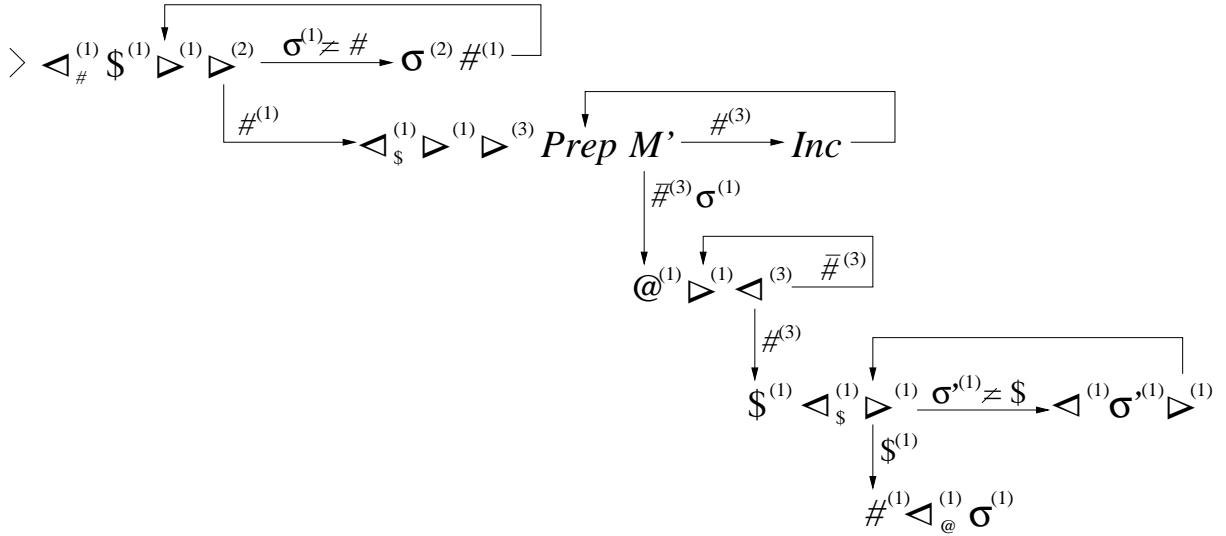 > ◁#(1) $(1) ▷(1) ▷(2) σ(1) ≠ # σ(2) #(1)
#(1) ◁$(1) ▷(1) ▷(3) Prep M' #(3) Inc
#̅(3) σ(1)
@(1) ▷(1) ◁(3) #̅(3)
#(3)
$(1) ◁$(1) ▷(1) σ'(1) ≠ $ ◁(1) σ'(1) ▷(1)
$(1)
#(1) ◁@(1) σ(1)